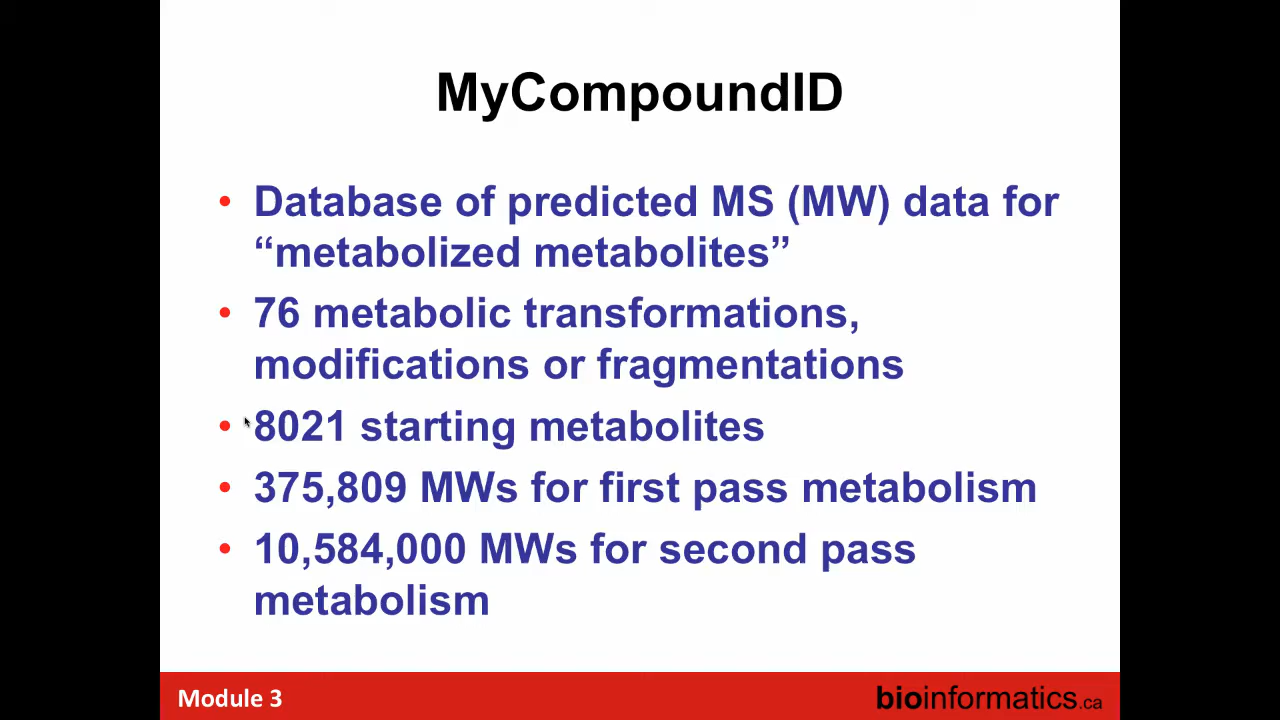 MyCompoundID
• Database of predicted MS (MW) data for
“metabolized metabolites”
• 76 metabolic transformations,
modifications or fragmentations
• 8021 starting metabolites
• 375,809 MWs for first pass metabolism
• 10,584,000 MWs for second pass
metabolism
Module 3
bioinformatics.ca